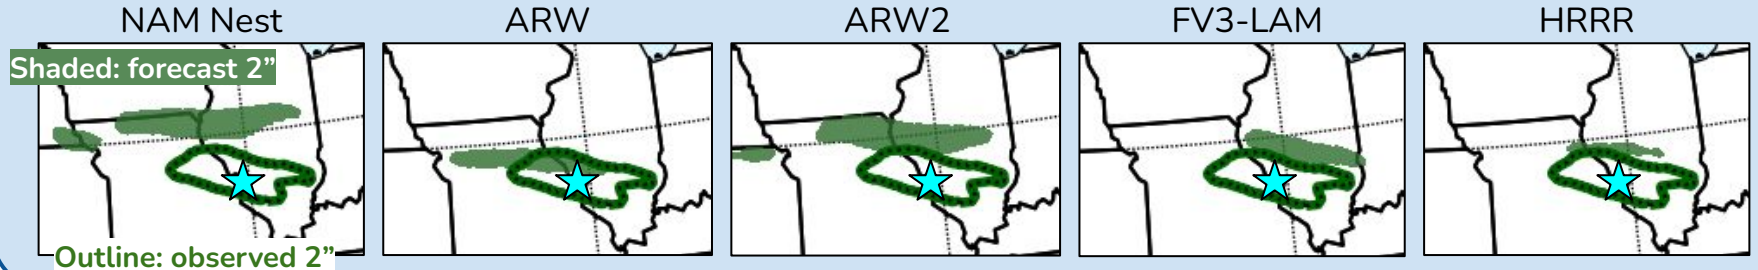 NAM Nest
ARW
ARW2
FV3-LAM
HRRR
Shaded: forecast 2”
Outline: observed 2”